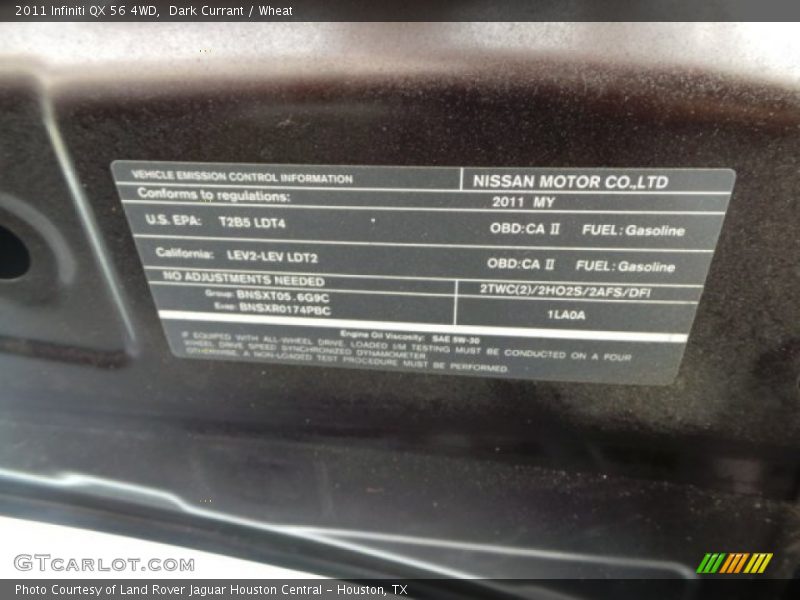 2011 Infiniti QX 56 4WD,  Dark Currant / Wheat
VEHICLE EMISSION CONTROL INFORMATION NISSAN MOTOR CO.,LTD
Conforms to regulations: 2011 MY
U.S. EPA: T2B5 LDT4 OBD:CA II FUEL:Gasoline
California: LEV2-LEV LDT2 OBD:CA II FUEL:Gasoline
NO ADJUSTMENTS NEEDED 2TWC(2)/2HO2S/2AFS/DFI
Group: BNSXT05.6G9C
Evap: BNSXR0174PBC 1LA0A
Engine Oil Viscosity: SAE 5W-30
IF EQUIPED WITH ALL-WHEEL DRIVE, LOADED I/M TESTING MUST BE CONDUCTED ON A FOUR
WHEEL DRIVE SPEED SYNCHRONIZED DYNAMOMETER
OTHERWISE, A NON-LOADED TEST PROCEDURE MUST BE PERFORMED.
GTCARLOT.COM
Photo Courtesy of Land Rover Jaguar Houston Central – Houston, TX